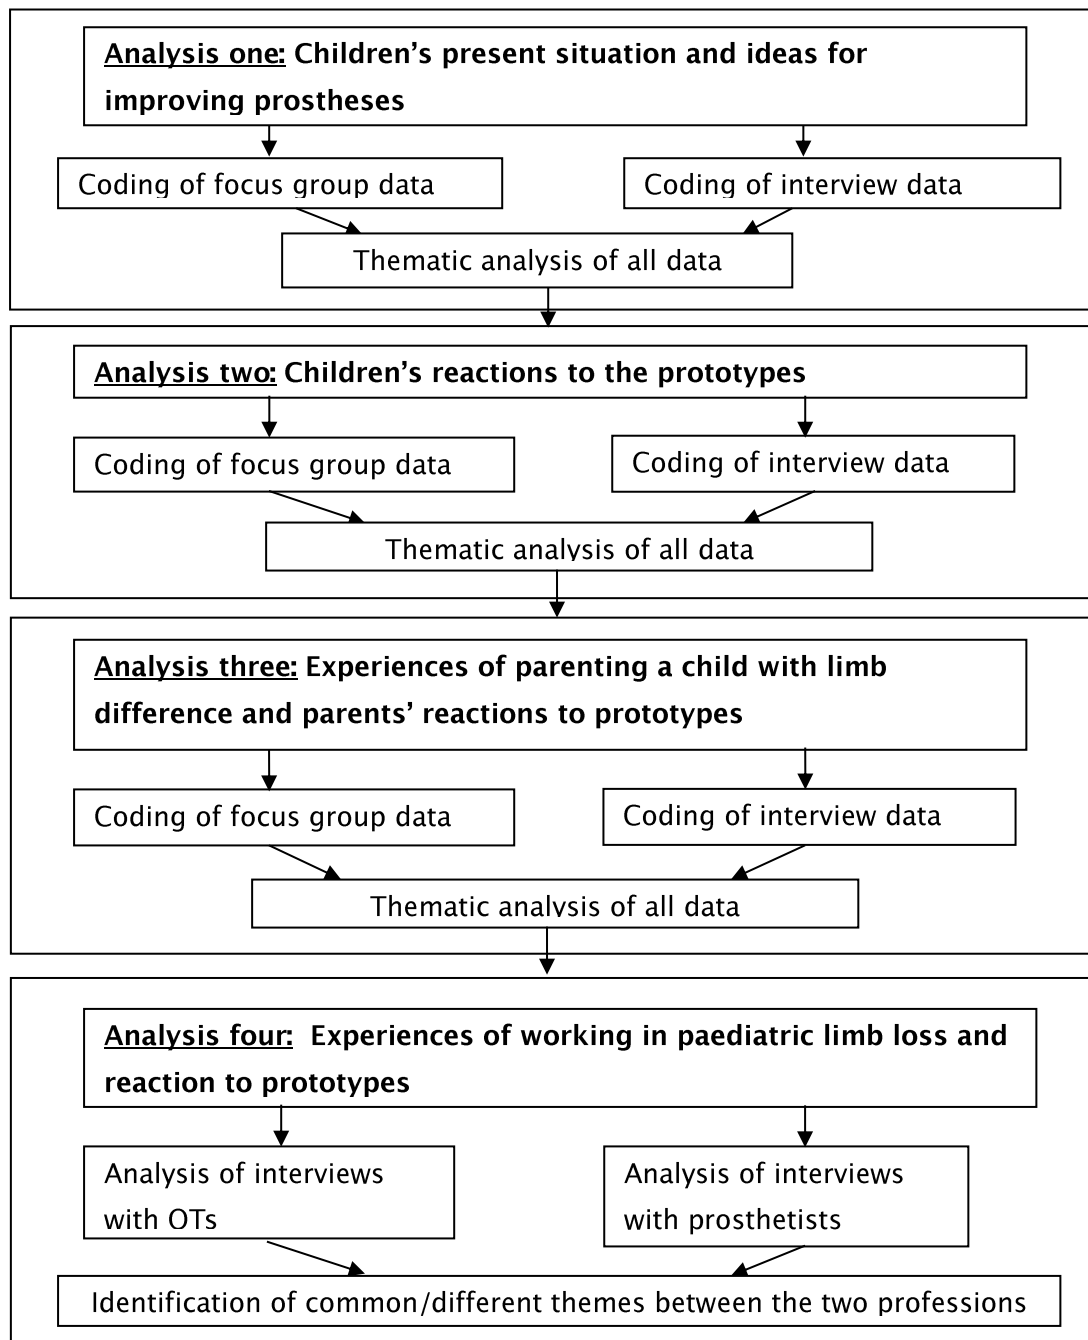 Analysis one: Children’s present situation and ideas for
improving prostheses
Coding of focus group data
Coding of interview data
Thematic analysis of all data
Analysis two: Children’s reactions to the prototypes
Coding of focus group data
Coding of interview data
Thematic analysis of all data
Analysis three: Experiences of parenting a child with limb
difference and parents’ reactions to prototypes
Coding of focus group data
Coding of interview data
Thematic analysis of all data
Analysis four: Experiences of working in paediatric limb loss and
reaction to prototypes
Analysis of interviews
with OTs
Analysis of interviews
with prosthetists
Identification of common/different themes between the two professions